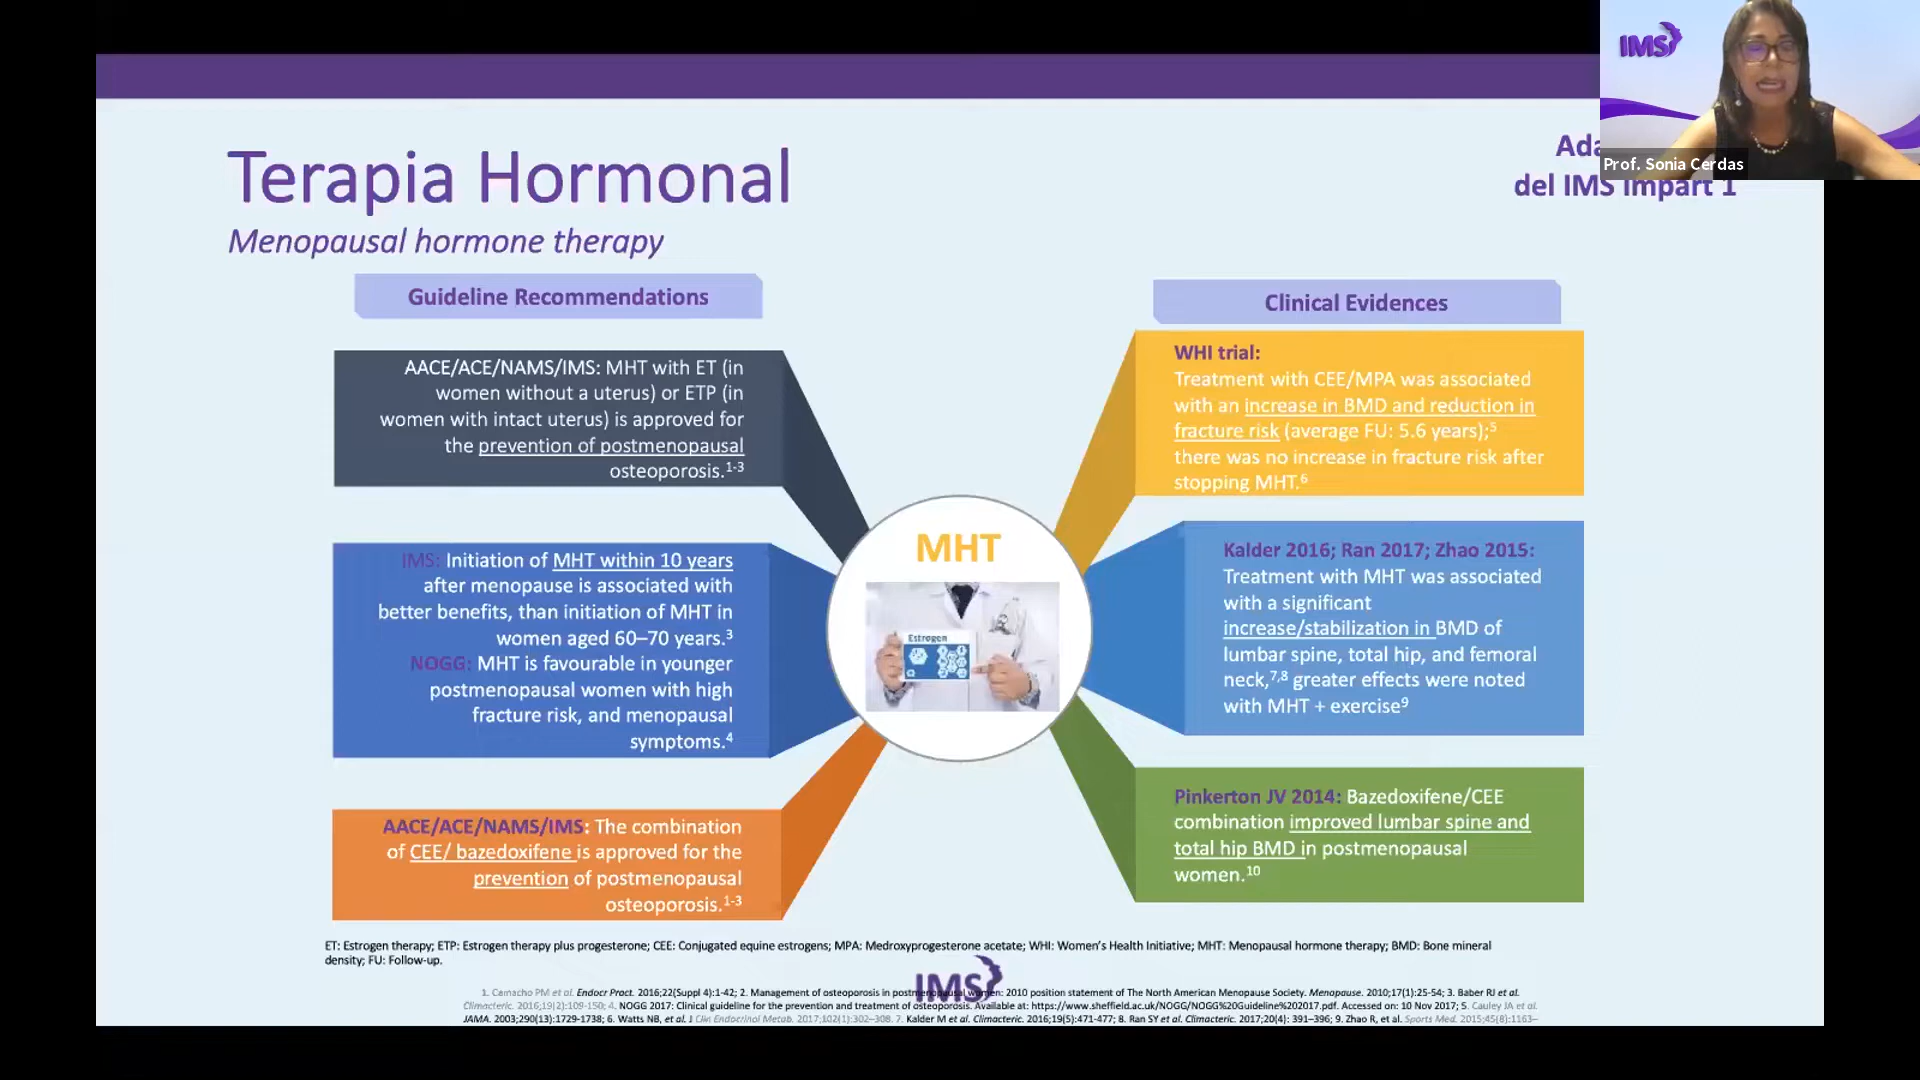 IMS
Prof. Sonia Cerdas
Terapia Hormonal
Menopausal hormone therapy
del IMS Impart 1
Guideline Recommendations
AACE/ACE/NAMS/IMS: MHT with ET (in
women without a uterus) or ETP (in
women with intact uterus) is approved for
the prevention of postmenopausal
osteoporosis.1-3
IMS: Initiation of MHT within 10 years
after menopause is associated with
better benefits, than initiation of MHT in
women aged 60–70 years.3
NOGG: MHT is favourable in younger
postmenopausal women with high
fracture risk, and menopausal
symptoms.4
AACE/ACE/NAMS/IMS: The combination
of CEE/ bazedoxifene is approved for the
prevention of postmenopausal
osteoporosis.1-3
MHT
Estrogen
Clinical Evidences
WHI trial:
Treatment with CEE/MPA was associated
with an increase in BMD and reduction in
fracture risk (average FU: 5.6 years);5
there was no increase in fracture risk after
stopping MHT.6
Kalder 2016; Ran 2017; Zhao 2015:
Treatment with MHT was associated
with a significant
increase/stabilization in BMD of
lumbar spine, total hip, and femoral
neck,7,8 greater effects were noted
with MHT + exercise9
Pinkerton JV 2014: Bazedoxifene/CEE
combination improved lumbar spine and
total hip BMD in postmenopausal
women.10
ET: Estrogen therapy; ETP: Estrogen therapy plus progesterone; CEE: Conjugated equine estrogens; MPA: Medroxyprogesterone acetate; WHI: Women's Health Initiative; MHT: Menopausal hormone therapy; BMD: Bone mineral
density; FU: Follow-up.
IMS
1. Camacho PM et al. Endocr Pract. 2016;22(Suppl 4):1-42; 2. Management of osteoporosis in postmenopausal women: 2010 position statement of The North American Menopause Society. Menopause. 2010;17(1):25-54; 3. Baber RJ et al.
Climacteric. 2016;19(2):109-150; 4. NOGG 2017: Clinical guideline for the prevention and treatment of osteoporosis. Available at: https://www.sheffield.ac.uk/NOGG/NOGG%20Guideline%202017.pdf. Accessed on: 10 Nov 2017; 5. Cauley JA et al.
JAMA. 2003;290(13):1729-1738; 6. Watts NB, et al. J Clin Endocrinol Metab. 2017;102(1):302–308. 7. Kalder M et al. Climacteric. 2016;19(5):471-477; 8. Ran SY et al. Climacteric. 2017;20(4): 391–396; 9. Zhao R, et al. Sports Med. 2015;45(8):1163–